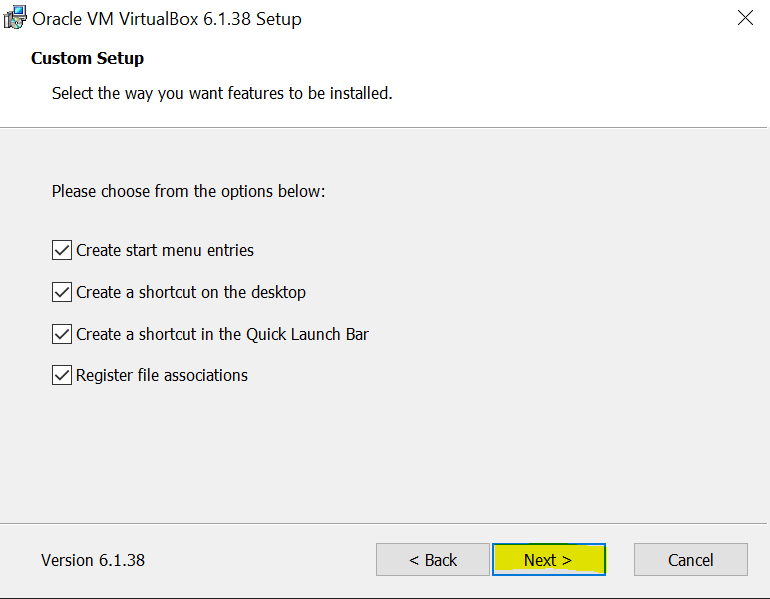 Oracle VM VirtualBox 6.1.38 Setup
Custom Setup
Select the way you want features to be installed.
Please choose from the options below:
Create start menu entries
Create a shortcut on the desktop
Create a shortcut in the Quick Launch Bar
Register file associations
Version 6.1.38
< Back
Next >
Cancel